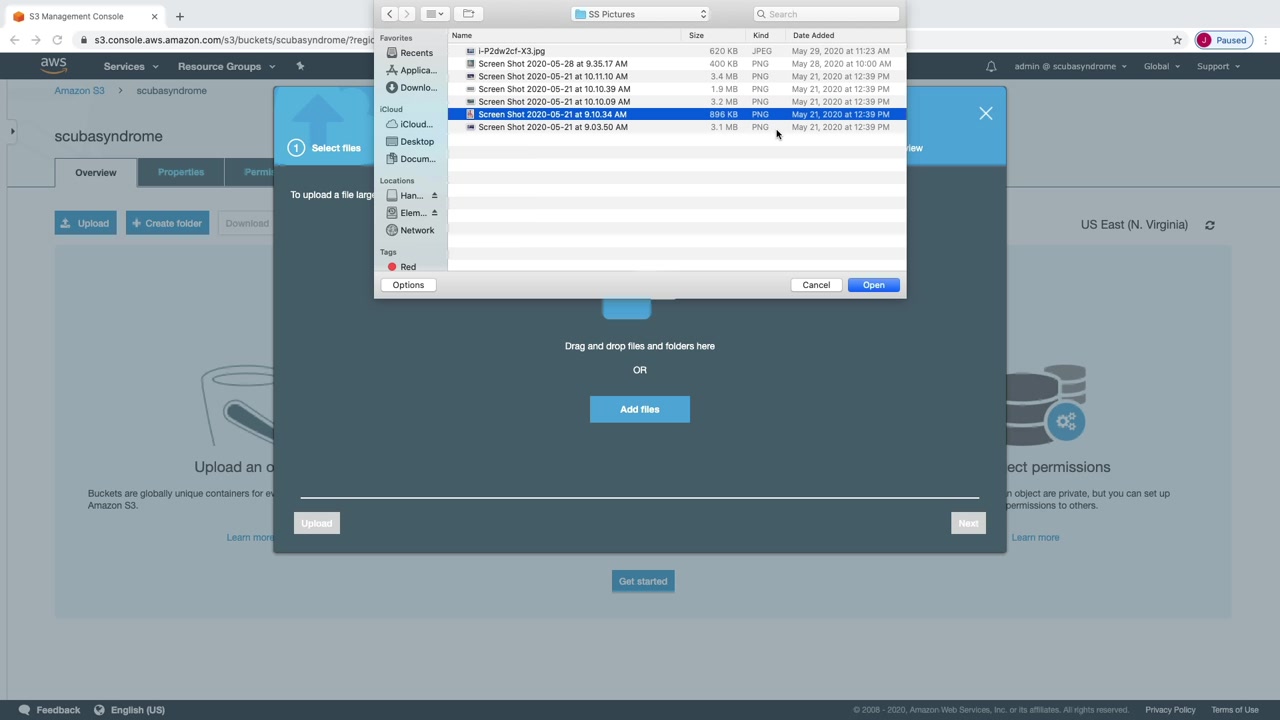 S3 Management Console
s3.console.aws.amazon.com/s3/buckets/scubasyndrome/?regic
Paused
aws
Services
Resource Groups
admin @ scubasyndrome
Global
Support
Amazon S3
scubasyndrome
scubasyndrome
Overview
Properties
Permis
Upload
Create folder
Download
US East (N. Virginia)
1 Select files
view
To upload a file large
SS Pictures
Search
Favorites
Recents
Applica...
Downlo...
iCloud
iCloud...
Desktop
Docum...
Locations
Han...
Elem...
Network
Tags
Red
Name Size Kind Date Added
i-P2dw2cf-X3.jpg 620 KB JPEG May 29, 2020 at 11:23 AM
Screen Shot 2020-05-28 at 9.35.17 AM 400 KB PNG May 28, 2020 at 10:00 AM
Screen Shot 2020-05-21 at 10.11.10 AM 3.4 MB PNG May 21, 2020 at 12:39 PM
Screen Shot 2020-05-21 at 10.10.39 AM 1.9 MB PNG May 21, 2020 at 12:39 PM
Screen Shot 2020-05-21 at 10.10.09 AM 3.2 MB PNG May 21, 2020 at 12:39 PM
Screen Shot 2020-05-21 at 9.10.34 AM 896 KB PNG May 21, 2020 at 12:39 PM
Screen Shot 2020-05-21 at 9.03.50 AM 3.1 MB PNG May 21, 2020 at 12:39 PM
Options
Cancel
Open
Drag and drop files and folders here
OR
Add files
Upload
Next
Upload an o
Buckets are globally unique containers for ev
Amazon S3.
Learn more
Get started
ect permissions
n object are private, but you can set up
permissions to others.
Learn more
Feedback
English (US)
© 2008 - 2020, Amazon Web Services, Inc. or its affiliates. All rights reserved.
Privacy Policy
Terms of Use